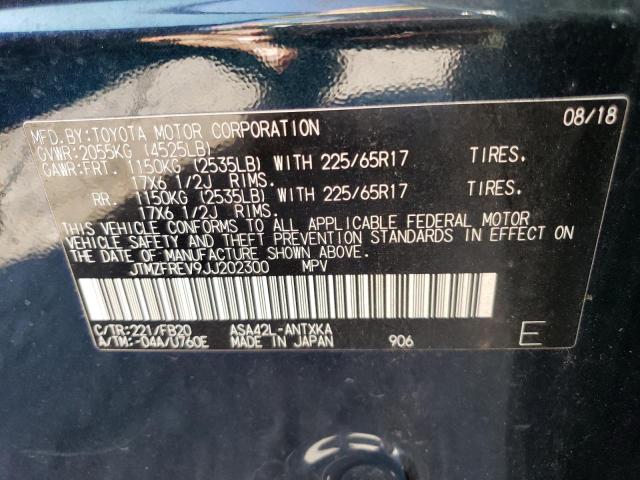 MFD.BY:TOYOTA MOTOR CORPORATION 08/18
GVWR:2055KG (4525LB)
GAWR:FRT. 1150KG (2535LB) WITH 225/65R17 TIRES.
17X6 1/2J RIMS.
RR. 1150KG (2535LB) WITH 225/65R17 TIRES.
17X6 1/2J RIMS.
THIS VEHICLE CONFORMS TO ALL APPLICABLE FEDERAL MOTOR
VEHICLE SAFETY AND THEFT PREVENTION STANDARDS IN EFFECT ON
THE DATE OF MANUFACTURE SHOWN ABOVE.
JTMZFREV9JJ202300 MPV
C/TR:221/FB20 ASA42L-ANTXKA
A/TM:-04A/U760E MADE IN JAPAN 906 E